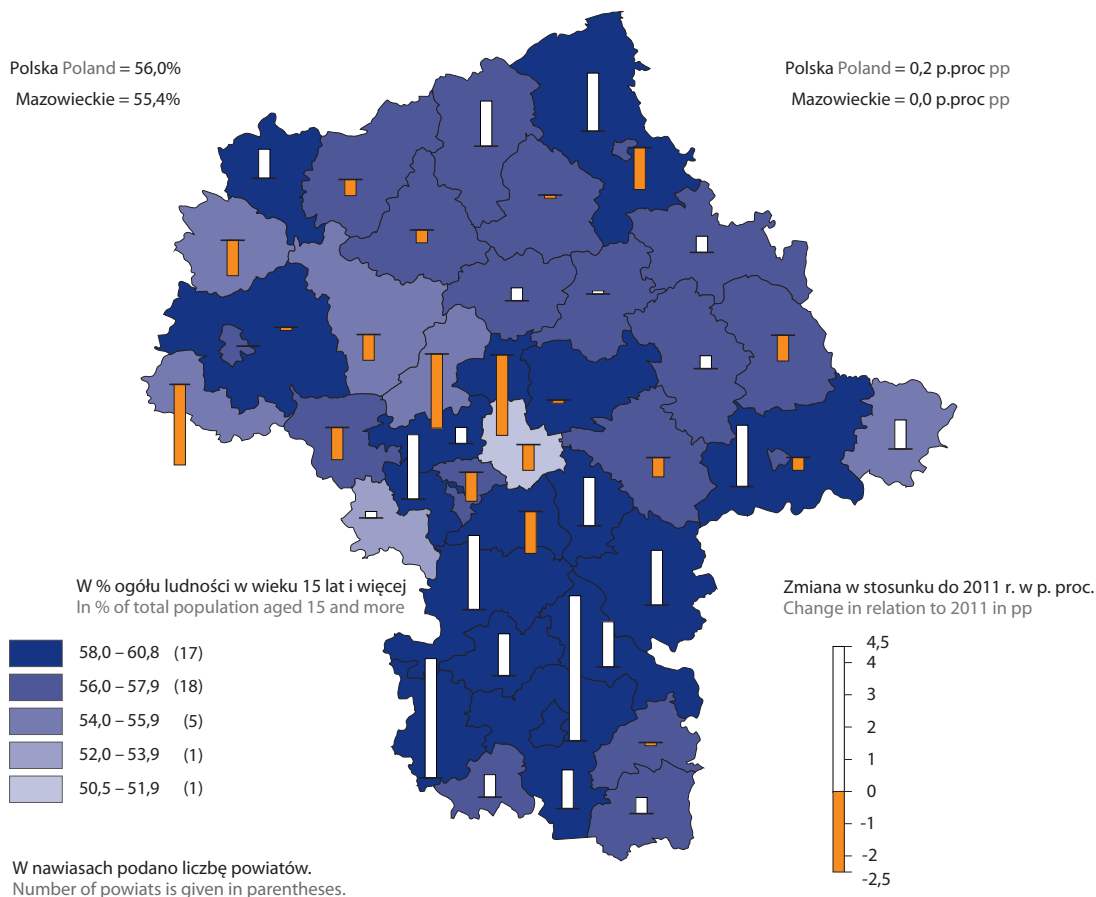 Polska Poland = 56,0%
Mazowieckie = 55,4%
Polska Poland = 0,2 p.proc pp
Mazowieckie = 0,0 p.proc pp
W % ogółu ludności w wieku 15 lat i więcej
In % of total population aged 15 and more
58,0 – 60,8 (17)
56,0 – 57,9 (18)
54,0 – 55,9 (5)
52,0 – 53,9 (1)
50,5 – 51,9 (1)
W nawiasach podano liczbę powiatów.
Number of powiats is given in parentheses.
Zmiana w stosunku do 2011 r. w p. proc.
Change in relation to 2011 in pp
4,5
4
3
2
1
0
-1
-2
-2,5